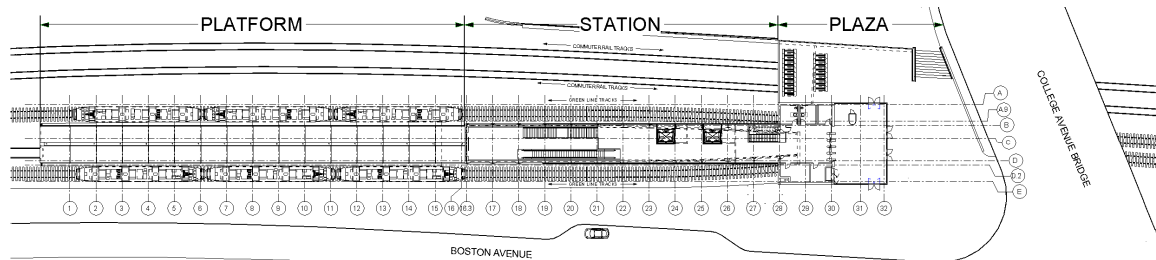 PLATFORM
STATION
PLAZA
COMMUTER RAIL TRACKS
COMMUTER RAIL TRACKS
GREEN LINE TRACKS
COLLEGE AVENUE BRIDGE
A
A.9
B
C
D
D.2
E
GREEN LINE TRACKS
1 2 3 4 5 6 7 8 9 10 11 12 13 14 15 16 16.3 17 18 19 20 21 22 23 24 25 26 27 28 29 30 31 32
BOSTON AVENUE